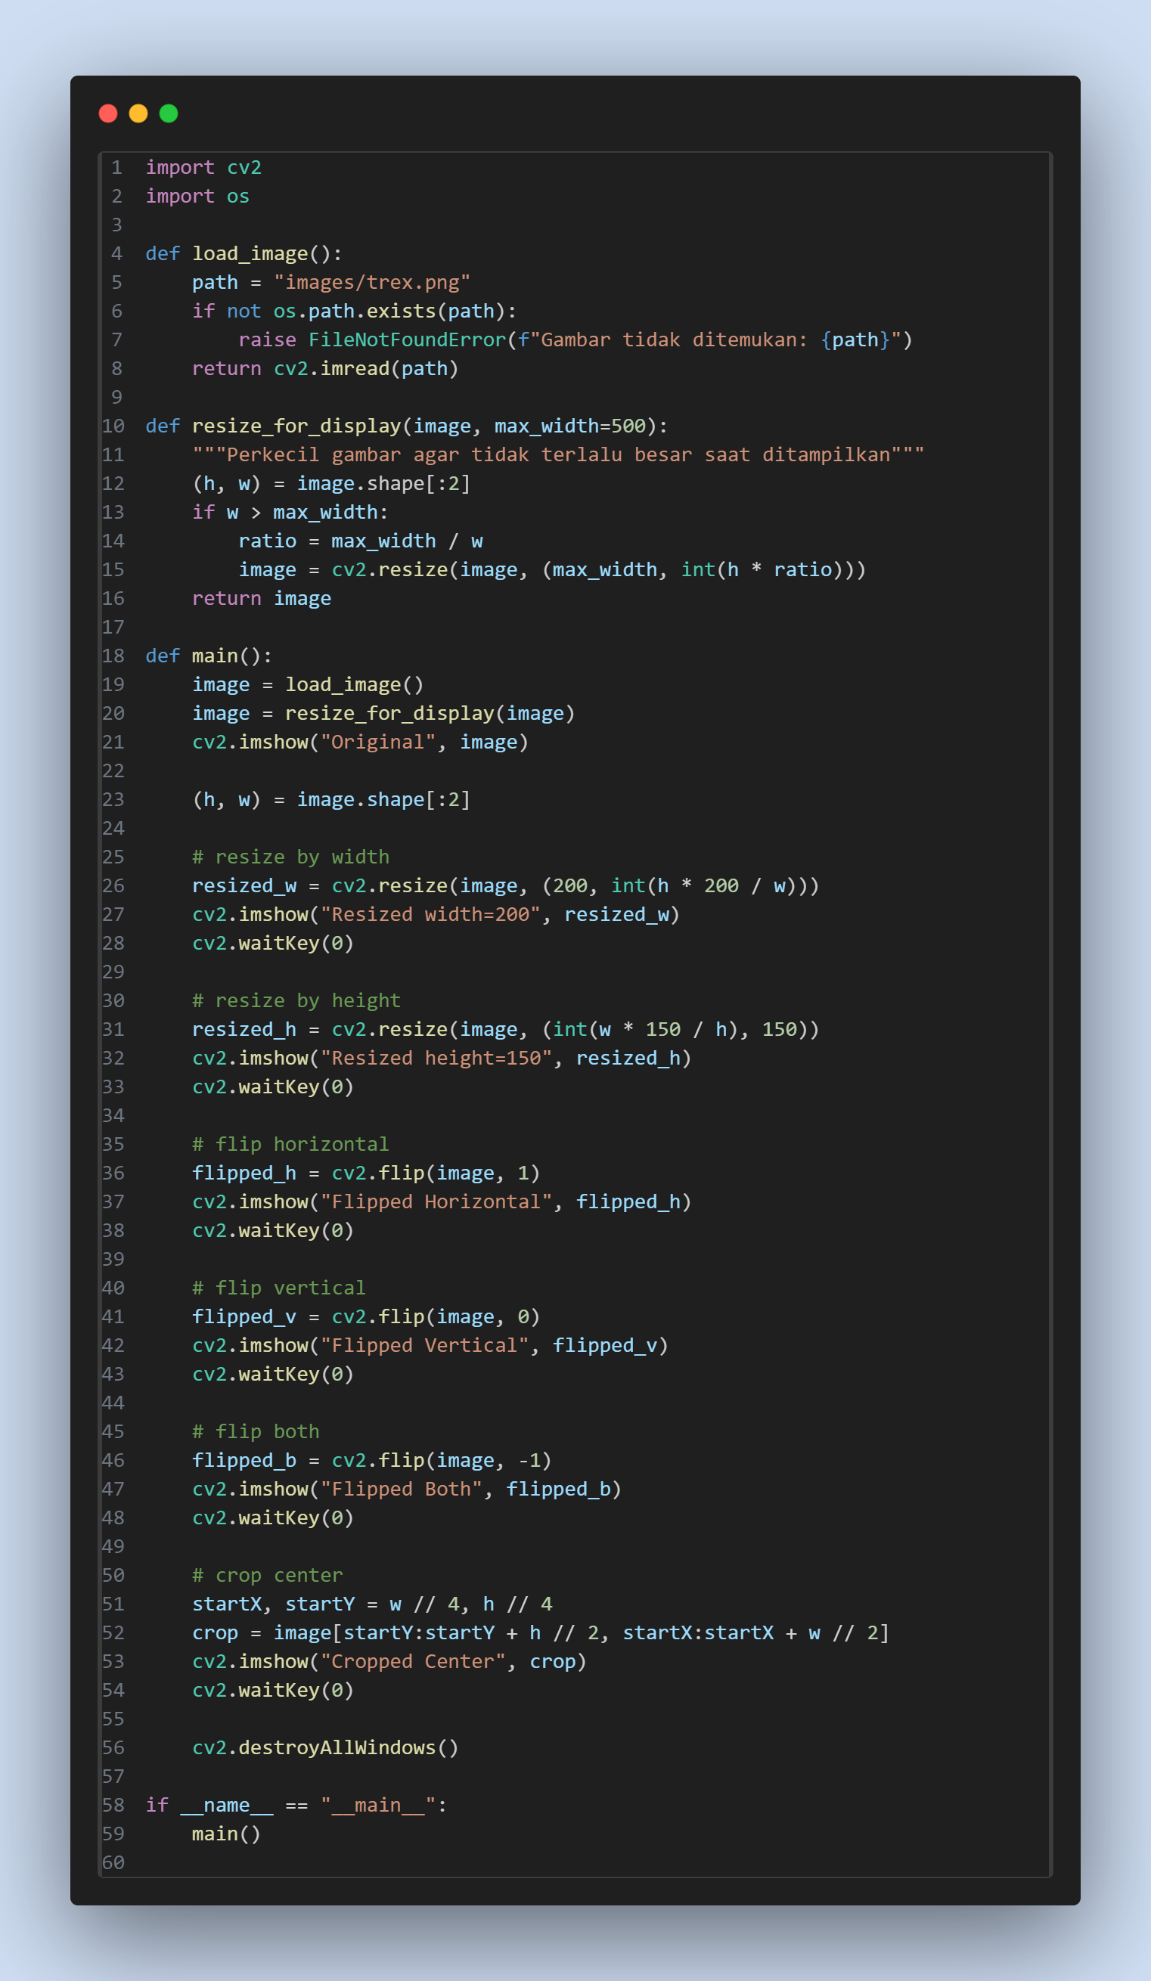 1 import cv2
2 import os
3
4 def load_image():
5     path = "images/trex.png"
6     if not os.path.exists(path):
7         raise FileNotFoundError(f"Gambar tidak ditemukan: {path}")
8     return cv2.imread(path)
9
10 def resize_for_display(image, max_width=500):
11     """Perkecil gambar agar tidak terlalu besar saat ditampilkan"""
12     (h, w) = image.shape[:2]
13     if w > max_width:
14         ratio = max_width / w
15         image = cv2.resize(image, (max_width, int(h * ratio)))
16     return image
17
18 def main():
19     image = load_image()
20     image = resize_for_display(image)
21     cv2.imshow("Original", image)
22
23     (h, w) = image.shape[:2]
24
25     # resize by width
26     resized_w = cv2.resize(image, (200, int(h * 200 / w)))
27     cv2.imshow("Resized width=200", resized_w)
28     cv2.waitKey(0)
29
30     # resize by height
31     resized_h = cv2.resize(image, (int(w * 150 / h), 150))
32     cv2.imshow("Resized height=150", resized_h)
33     cv2.waitKey(0)
34
35     # flip horizontal
36     flipped_h = cv2.flip(image, 1)
37     cv2.imshow("Flipped Horizontal", flipped_h)
38     cv2.waitKey(0)
39
40     # flip vertical
41     flipped_v = cv2.flip(image, 0)
42     cv2.imshow("Flipped Vertical", flipped_v)
43     cv2.waitKey(0)
44
45     # flip both
46     flipped_b = cv2.flip(image, -1)
47     cv2.imshow("Flipped Both", flipped_b)
48     cv2.waitKey(0)
49
50     # crop center
51     startX, startY = w // 4, h // 4
52     crop = image[startY:startY + h // 2, startX:startX + w // 2]
53     cv2.imshow("Cropped Center", crop)
54     cv2.waitKey(0)
55
56     cv2.destroyAllWindows()
57
58 if __name__ == "__main__":
59     main()
60